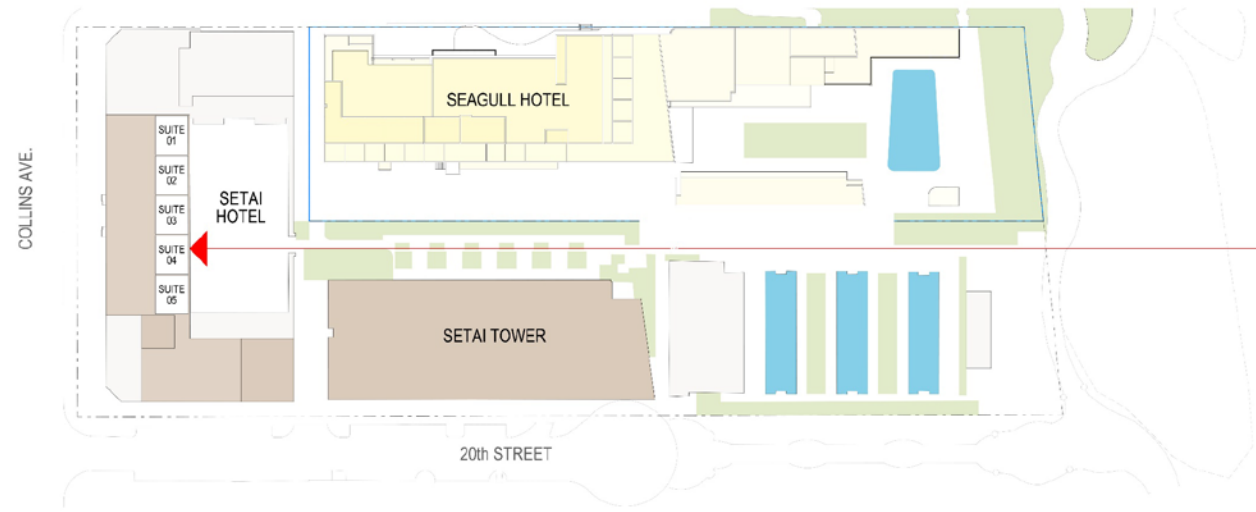 COLLINS AVE.
SUITE
01
SUITE
02
SUITE
03
SUITE
04
SUITE
05
SETAI
HOTEL
SEAGULL HOTEL
SETAI TOWER
20th STREET